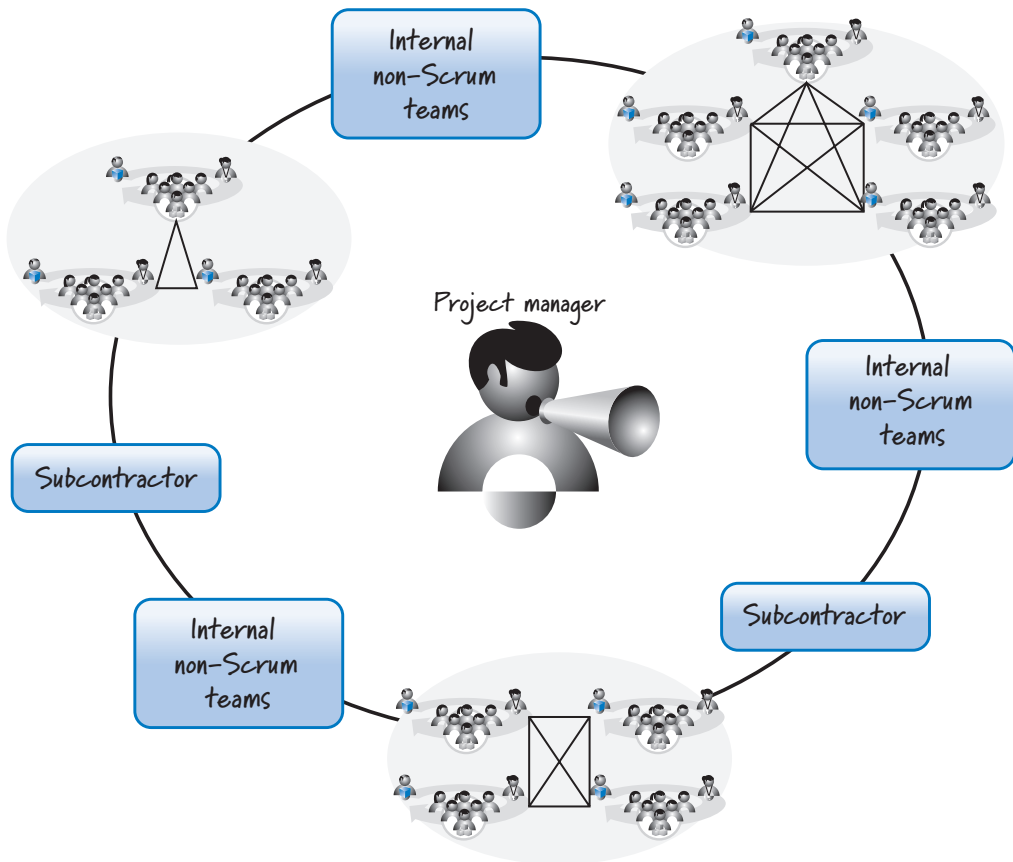 Internal
non-Scrum
teams
Project manager
Internal
non-Scrum
teams
Subcontractor
Subcontractor
Internal
non-Scrum
teams